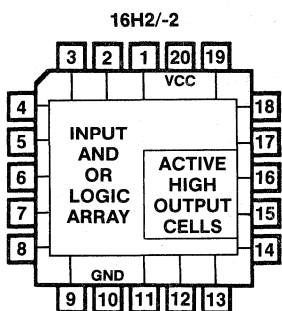 16H2/-2
3 2 1 20 19
VCC
4 18
5 17
6 16
7 15
8 14
INPUT
AND
OR
LOGIC
ARRAY
ACTIVE
HIGH
OUTPUT
CELLS
GND
9 10 11 12 13